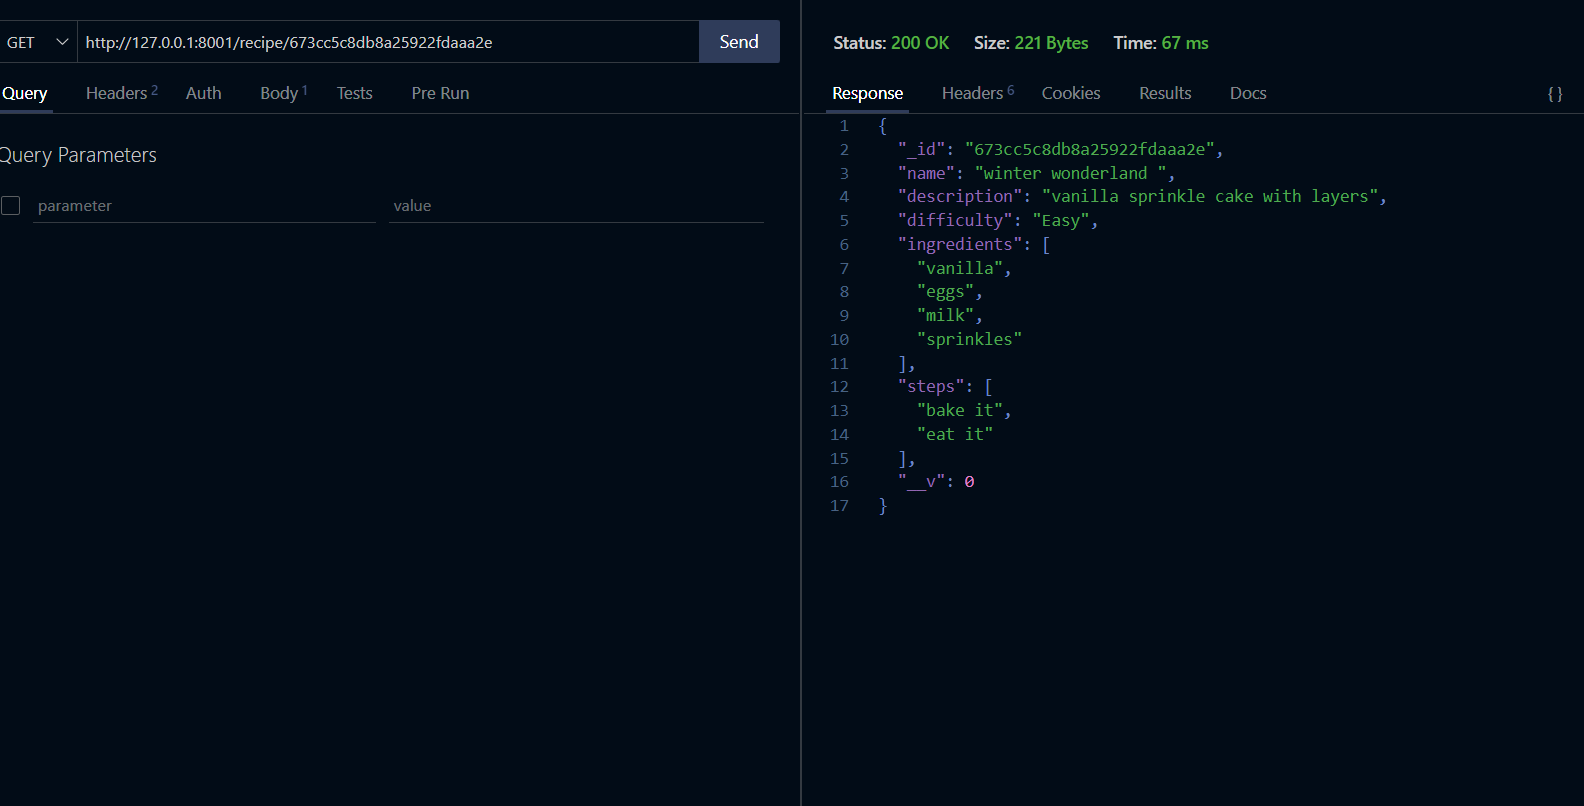 GET http://127.0.0.1:8001/recipe/673cc5c8db8a25922fdaaa2e Send
Query Headers 2 Auth Body 1 Tests Pre Run
Query Parameters
parameter value
Status: 200 OK Size: 221 Bytes Time: 67 ms
Response Headers 6 Cookies Results Docs { }
1 {
2 "_id": "673cc5c8db8a25922fdaaa2e",
3 "name": "winter wonderland ",
4 "description": "vanilla sprinkle cake with layers",
5 "difficulty": "Easy",
6 "ingredients": [
7 "vanilla",
8 "eggs",
9 "milk",
10 "sprinkles"
11 ],
12 "steps": [
13 "bake it",
14 "eat it"
15 ],
16 "__v": 0
17 }